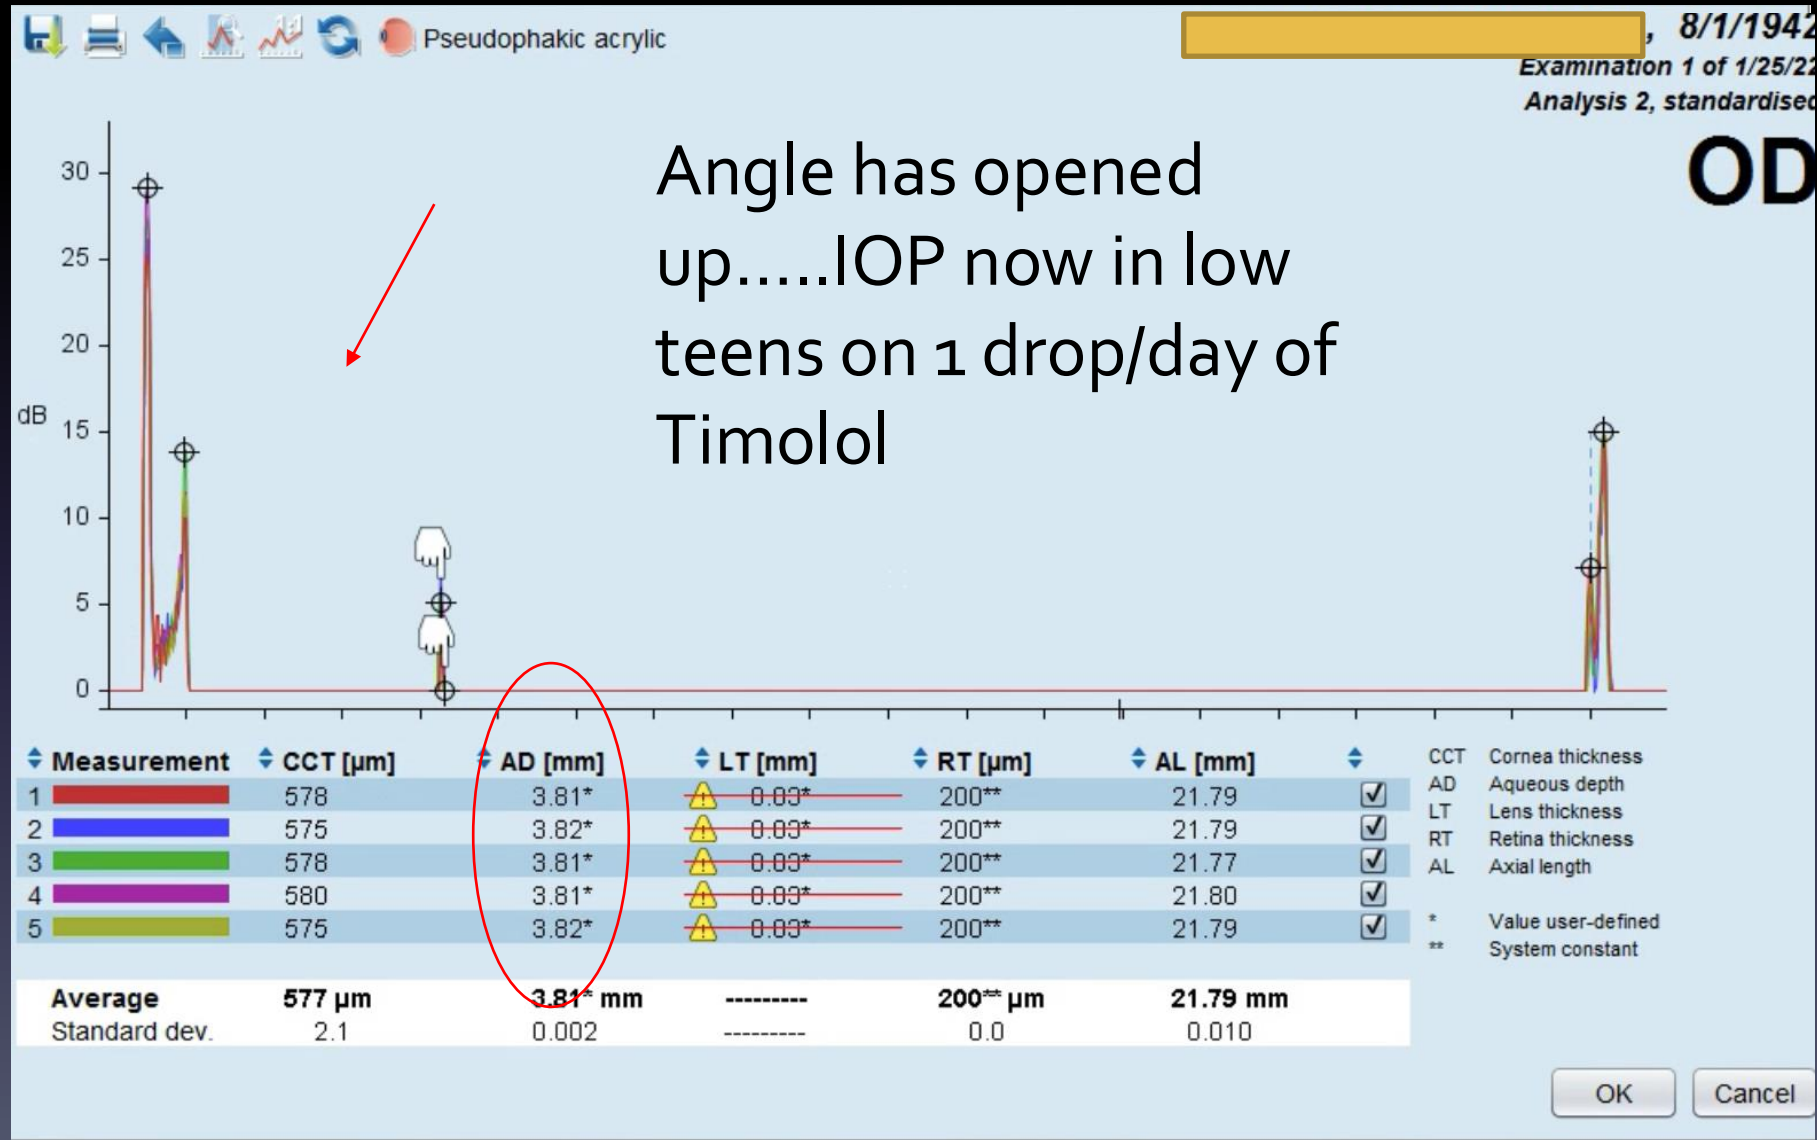 Pseudophakic acrylic
, 8/1/1942
Examination 1 of 1/25/22
Analysis 2, standardised
OD
Angle has opened
up.....IOP now in low
teens on 1 drop/day of
Timolol
30
25
20
dB
15
10
5
0
Measurement CCT [µm] AD [mm] LT [mm] RT [µm] AL [mm]
1 578 3.81* 0.03* 200** 21.79
2 575 3.82* 0.03* 200** 21.79
3 578 3.81* 0.03* 200** 21.77
4 580 3.81* 0.03* 200** 21.80
5 575 3.82* 0.03* 200** 21.79
Average 577 µm 3.81* mm --------- 200** µm 21.79 mm
Standard dev. 2.1 0.002 --------- 0.0 0.010
CCT Cornea thickness
AD Aqueous depth
LT Lens thickness
RT Retina thickness
AL Axial length
* Value user-defined
** System constant
OK Cancel